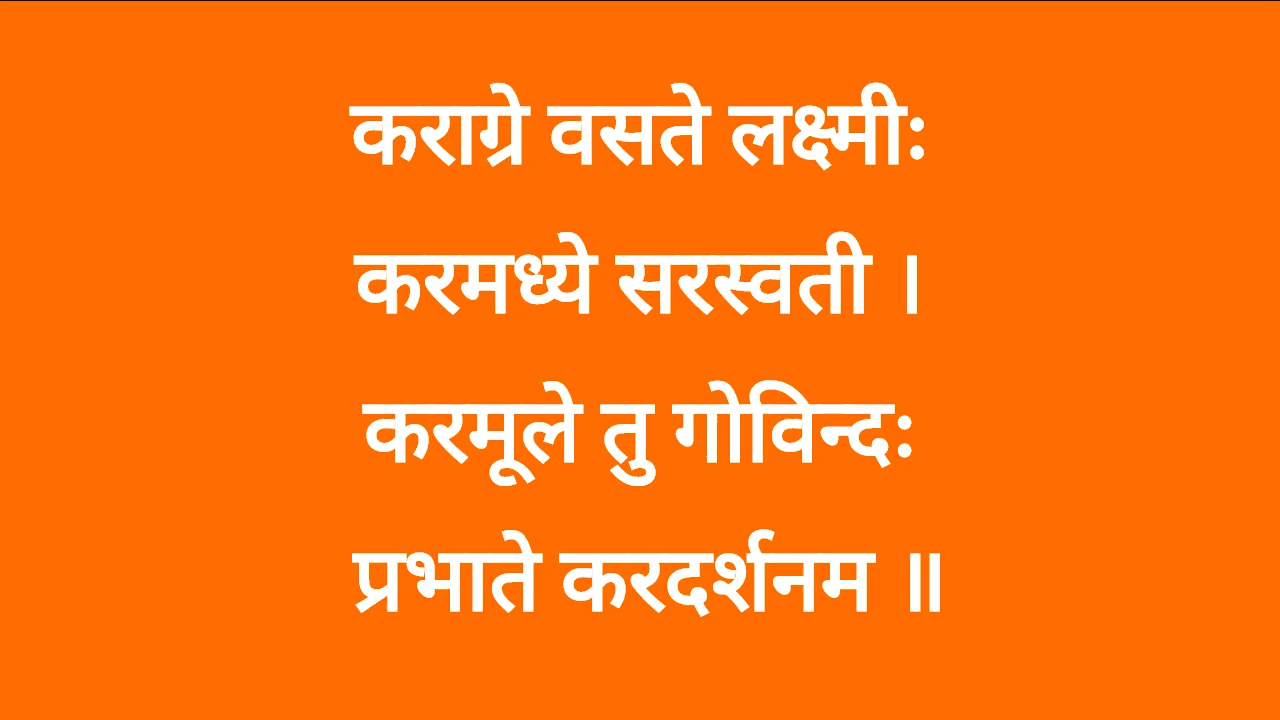 कराग्रे वसते लक्ष्मीः
करमध्ये सरस्वती ।
करमूले तु गोविन्दः
प्रभाते करदर्शनम ॥